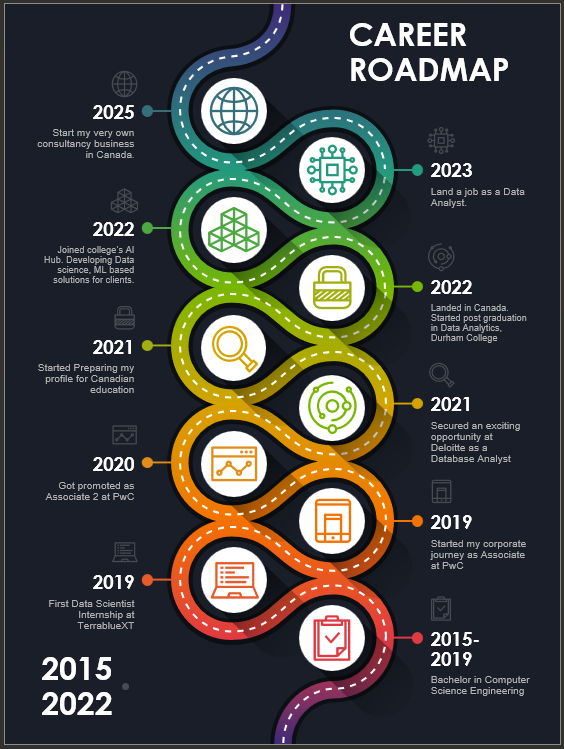 CAREER
ROADMAP
2025
Start my very own
consultancy business
in Canada.
2023
Land a job as a Data
Analyst.
2022
Joined college's AI
Hub. Developing Data
science, ML based
solutions for clients.
2022
Landed in Canada.
Started post graduation
in Data Analytics,
Durham College
2021
Started Preparing my
profile for Canadian
education
2021
Secured an exciting
opportunity at
Deloitte as a
Database Analyst
2020
Got promoted as
Associate 2 at PwC
2019
Started my corporate
journey as Associate
at PwC
2019
First Data Scientist
Internship at
TerrablueXT
2015-
2019
Bachelor in Computer
Science Engineering
2015
2022